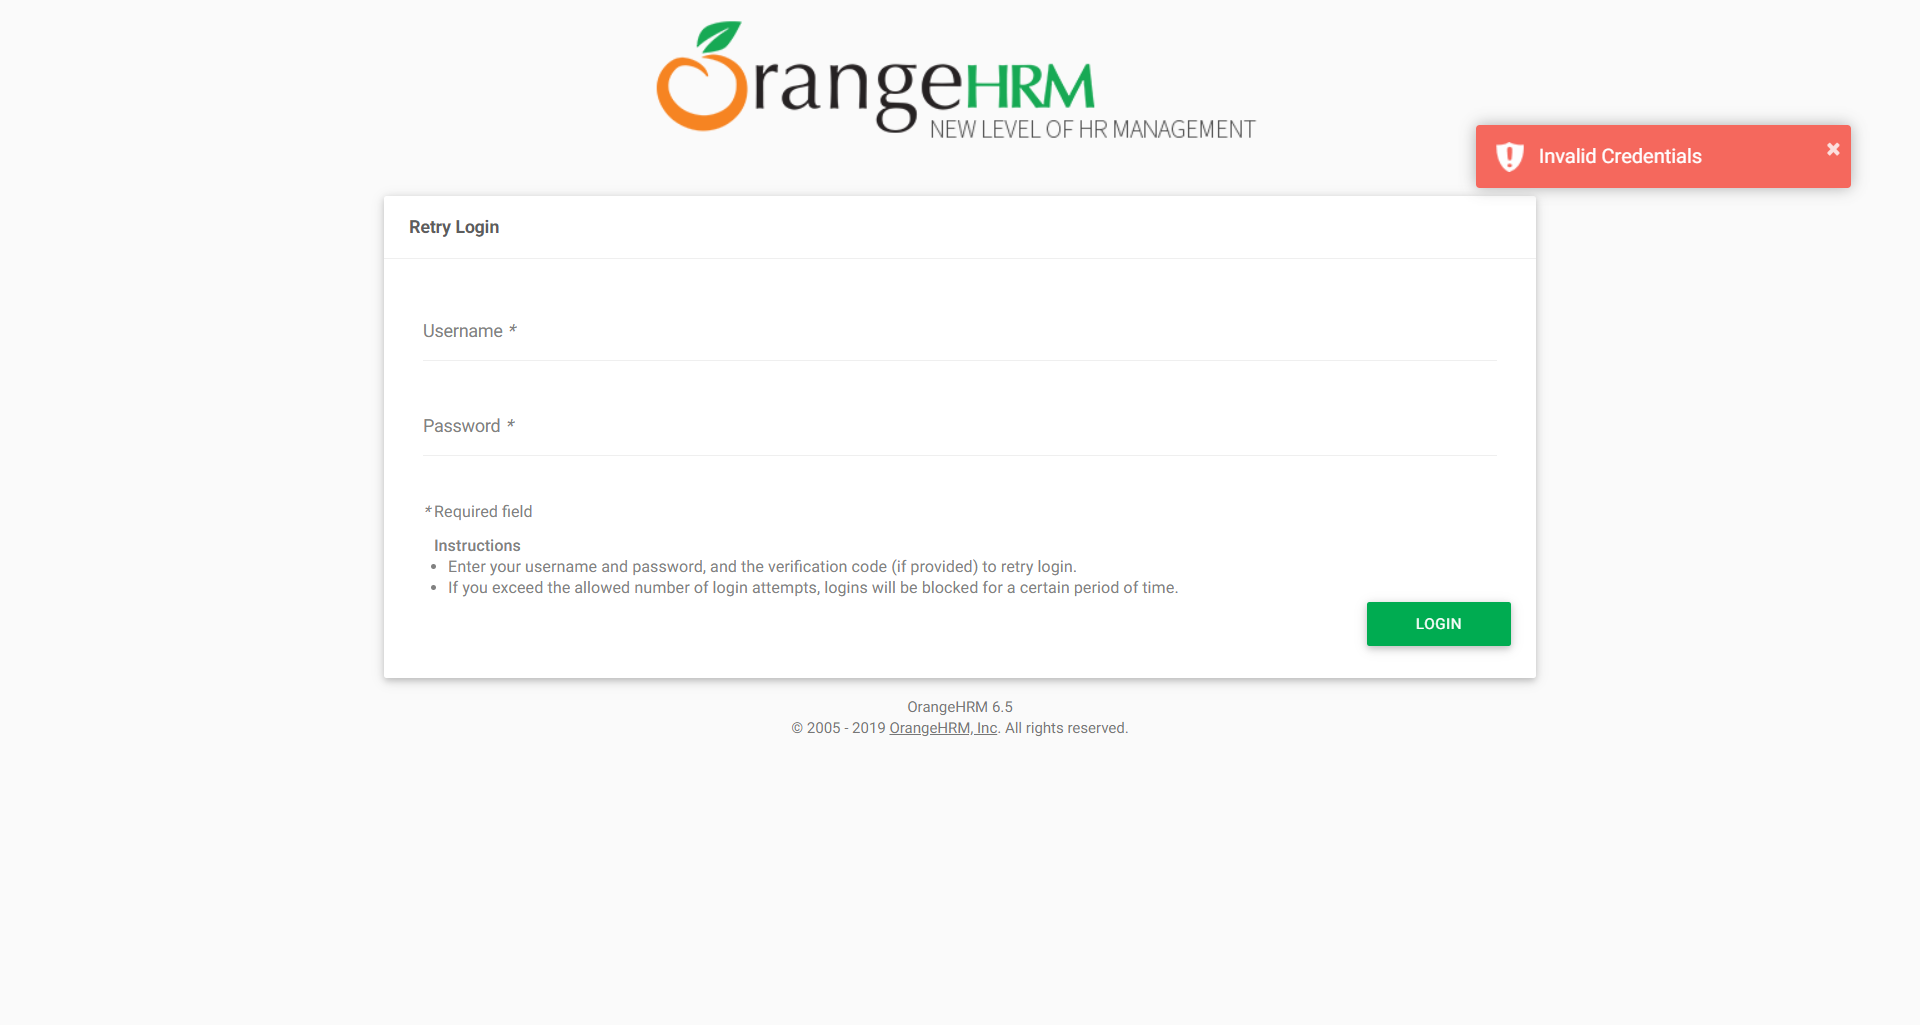 OrangeHRM
NEW LEVEL OF HR MANAGEMENT
Invalid Credentials
Retry Login
Username *
Password *
* Required field
Instructions
• Enter your username and password, and the verification code (if provided) to retry login.
• If you exceed the allowed number of login attempts, logins will be blocked for a certain period of time.
LOGIN
OrangeHRM 6.5
© 2005 - 2019 OrangeHRM, Inc. All rights reserved.